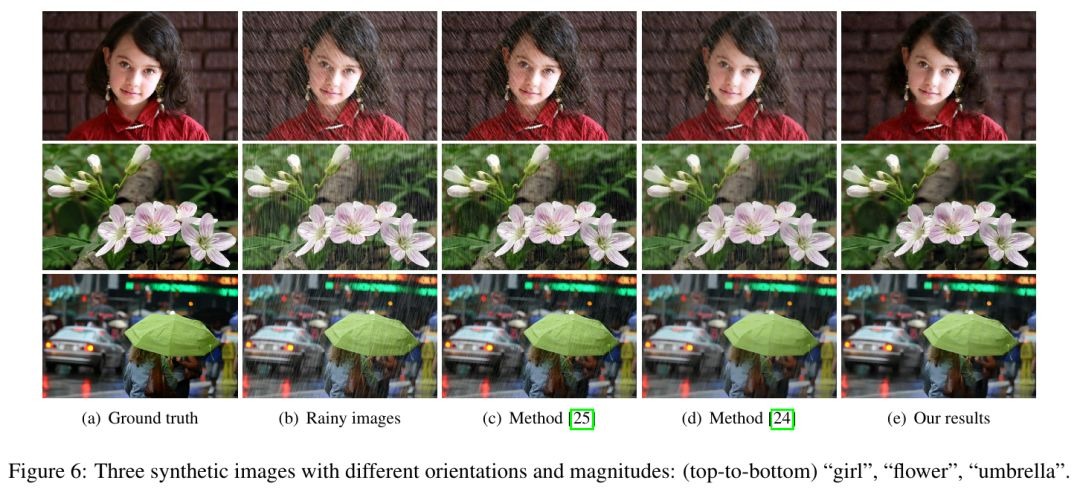 (a) Ground truth (b) Rainy images (c) Method [25] (d) Method [24] (e) Our results
Figure 6: Three synthetic images with different orientations and magnitudes: (top-to-bottom) “girl”, “flower”, “umbrella”.